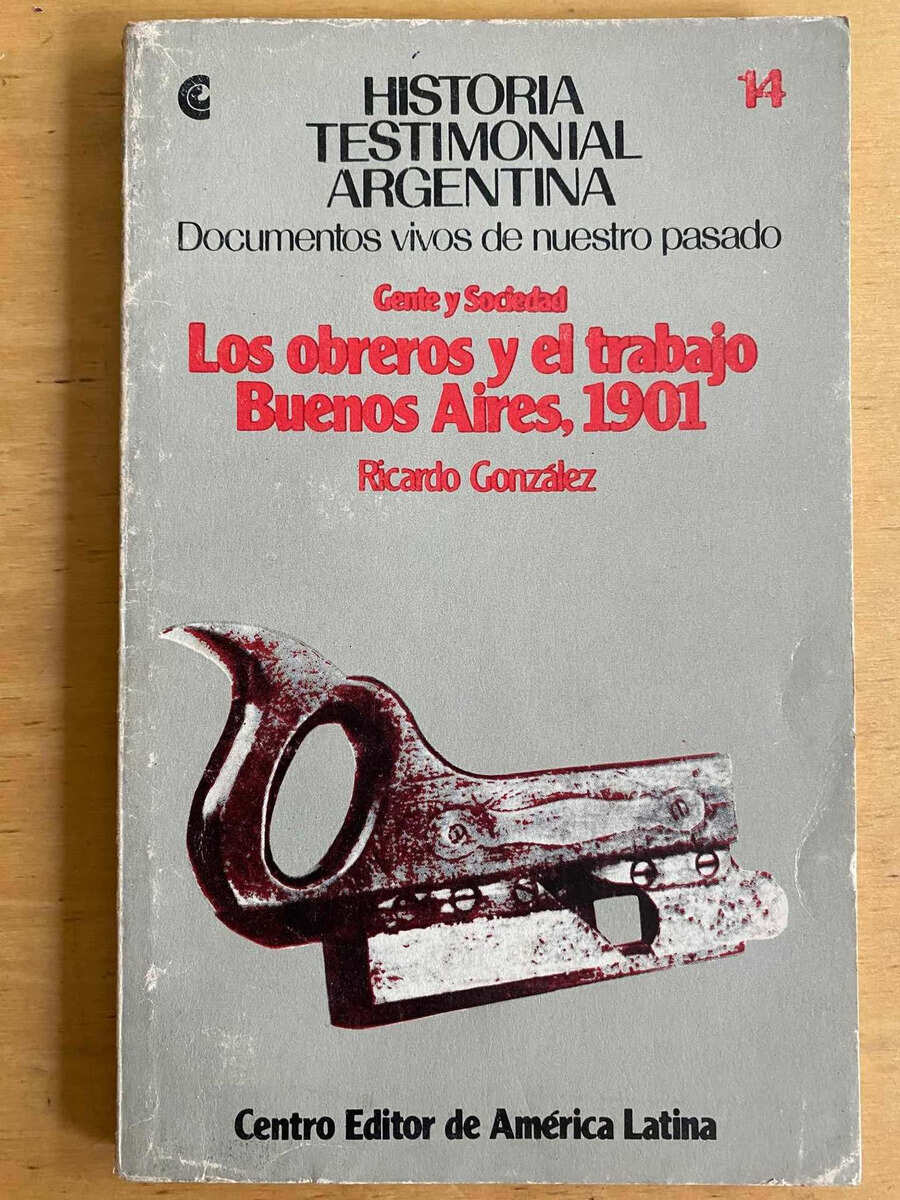 HISTORIA
14
TESTIMONIAL
ARGENTINA
Documentos vivos de nuestro pasado
Gente y Sociedad
Los obreros y el trabajo
Buenos Aires, 1901
Ricardo González
Centro Editor de América Latina